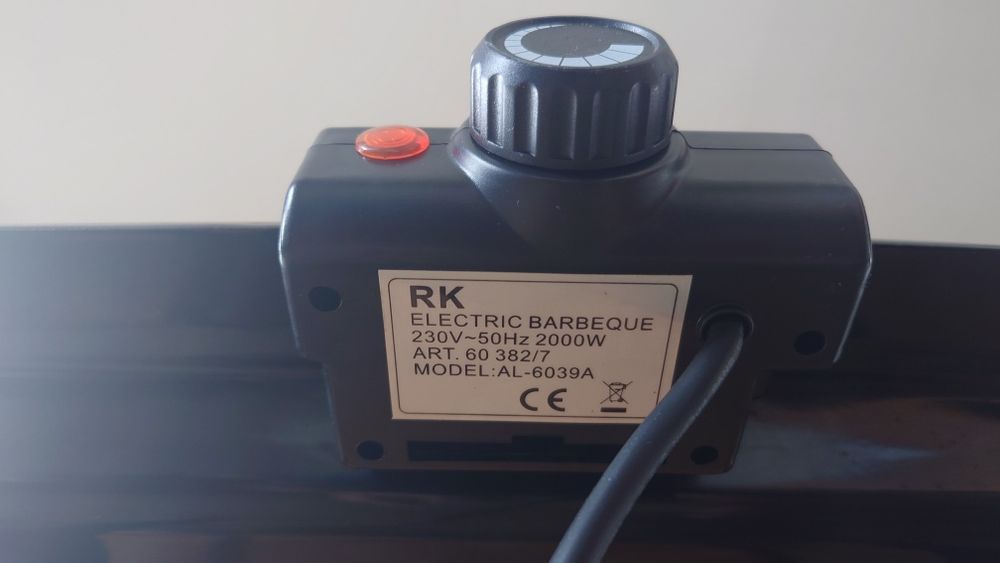 RK
ELECTRIC BARBEQUE
230V~50Hz 2000W
ART. 60 382/7
MODEL:AL-6039A
CE